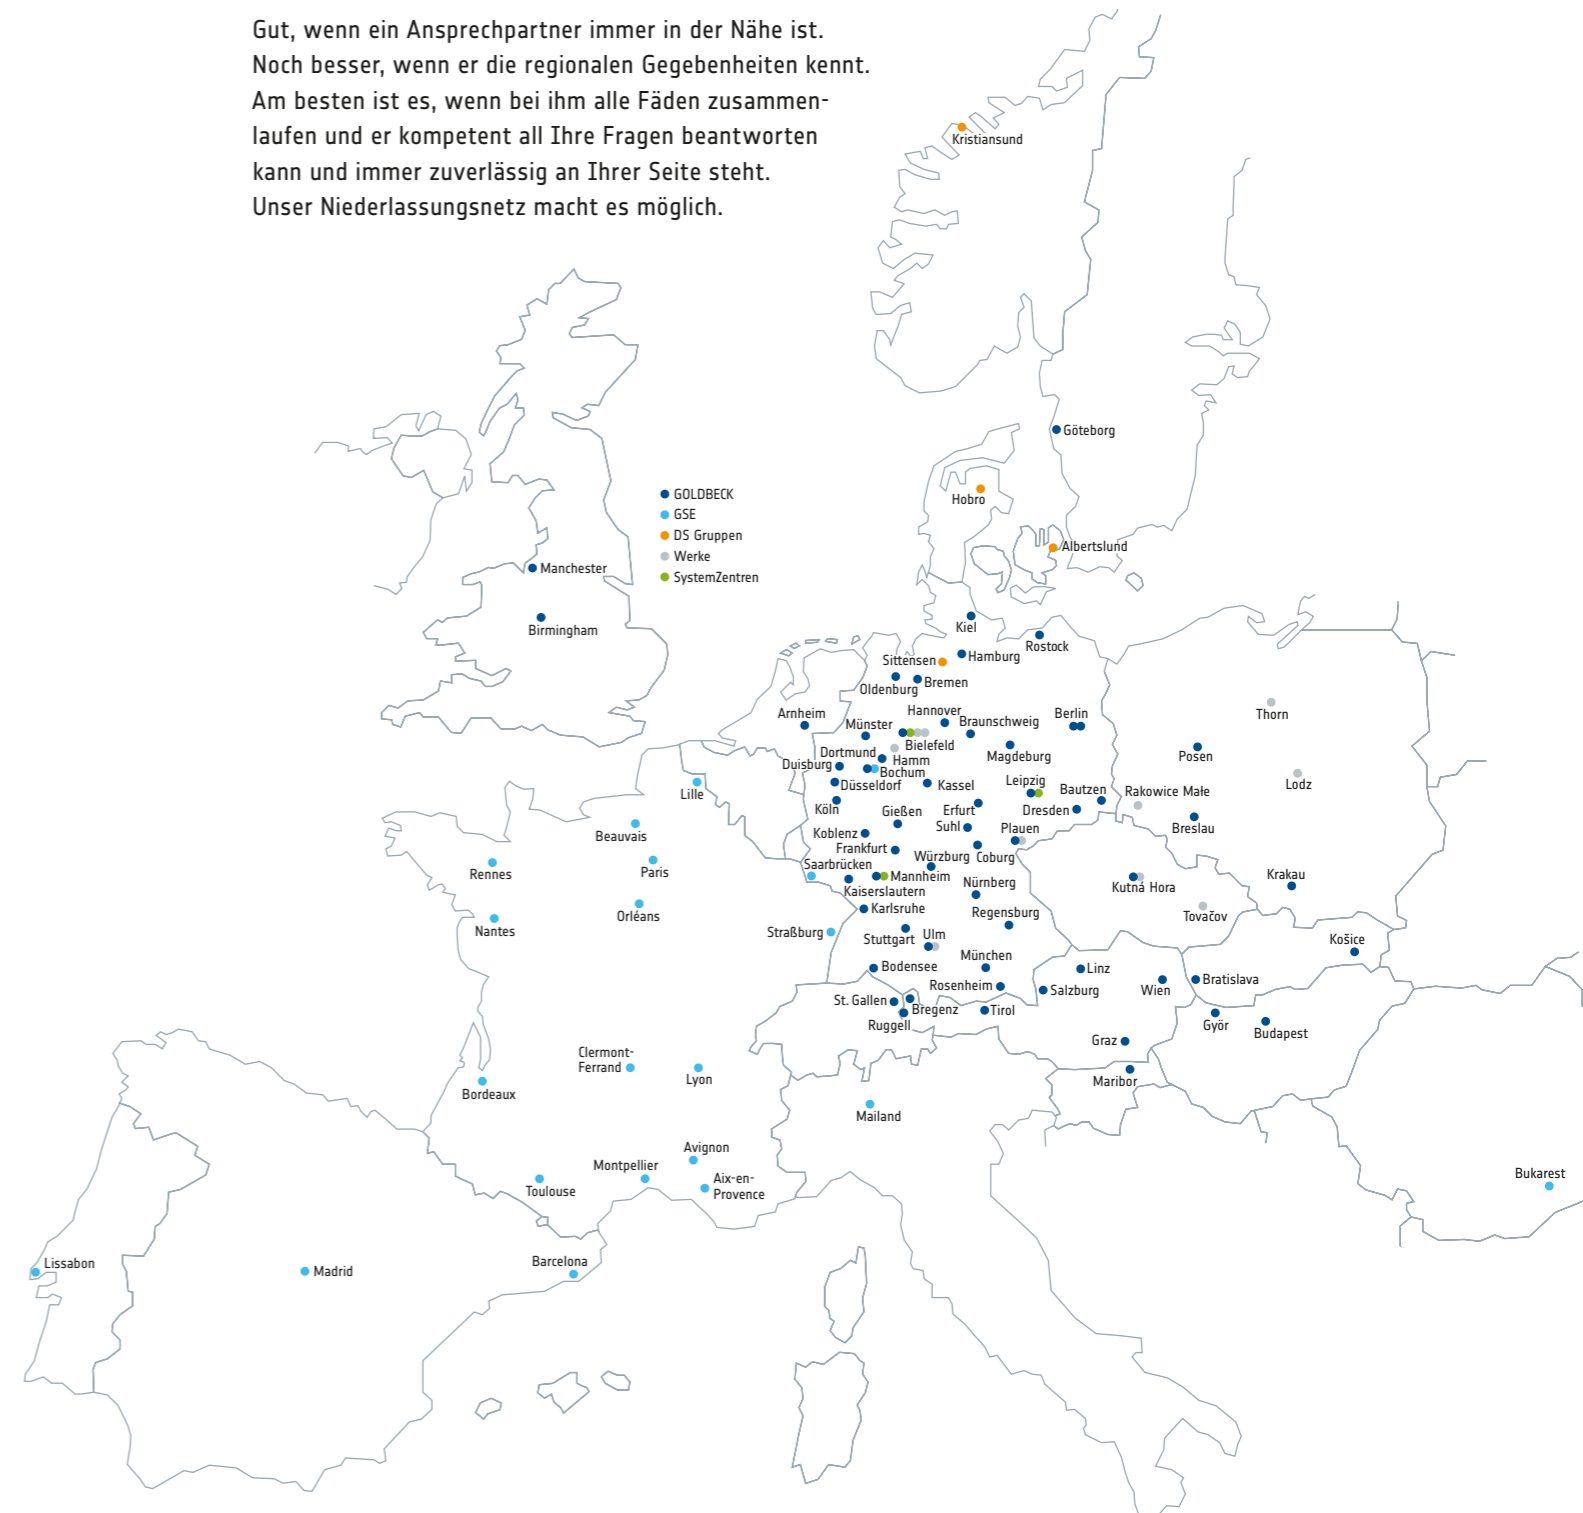 Gut, wenn ein Ansprechpartner immer in der Nähe ist.
Noch besser, wenn er die regionalen Gegebenheiten kennt.
Am besten ist es, wenn bei ihm alle Fäden zusammen-
laufen und er kompetent all Ihre Fragen beantworten
kann und immer zuverlässig an Ihrer Seite steht.
Unser Niederlassungsnetz macht es möglich.
Kristiansund
Göteborg
GOLDBECK
GSE
DS Gruppen
Werke
SystemZentren
Hobro
Albertslund
Manchester
Birmingham
Kiel
Rostock
Sittensen
Hamburg
Oldenburg
Bremen
Arnheim
Hannover
Berlin
Thorn
Münster
Braunschweig
Bielefeld
Magdeburg
Posen
Dortmund
Hamm
Duisburg
Bochum
Lodz
Lille
Düsseldorf
Kassel
Leipzig
Bautzen
Rakowice Małe
Köln
Gießen
Erfurt
Dresden
Breslau
Beauvais
Koblenz
Suhl
Plauen
Frankfurt
Würzburg
Coburg
Saarbrücken
Rennes
Paris
Mannheim
Nürnberg
Kutná Hora
Krakau
Kaiserslautern
Orléans
Karlsruhe
Regensburg
Tovačov
Nantes
Straßburg
Stuttgart
Ulm
Košice
München
Bodensee
Linz
Rosenheim
Salzburg
Wien
Bratislava
St. Gallen
Bregenz
Tirol
Ruggell
Györ
Budapest
Graz
Clermont-
Ferrand
Lyon
Maribor
Bordeaux
Mailand
Avignon
Montpellier
Aix-en-
Provence
Toulouse
Bukarest
Lissabon
Madrid
Barcelona